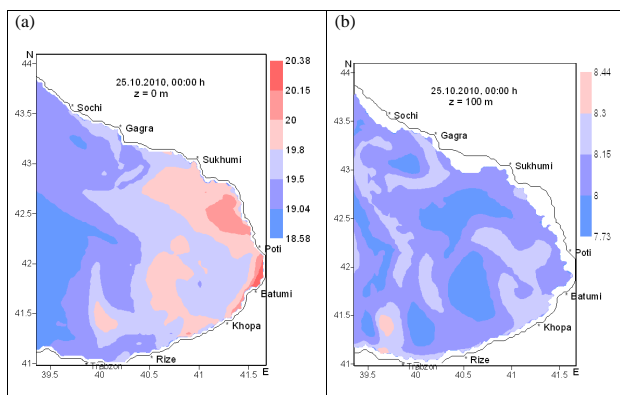 (a)
N
44
43.5
43
42.5
42
41.5
41
39.5 40 40.5 41 41.5
E
25.10.2010, 00:00 h
z = 0 m
Sochi
Gagra
Sukhumi
Poti
Batumi
Khopa
Rize
Trabzon
20.38
20.15
20
19.8
19.5
19.04
18.58
(b)
N
44
43.5
43
42.5
42
41.5
41
39.5 40 40.5 41 41.5
E
25.10.2010, 00:00 h
z = 100 m
Sochi
Gagra
Sukhumi
Poti
Batumi
Khopa
Rize
Trabzon
8.44
8.3
8.15
8
7.73